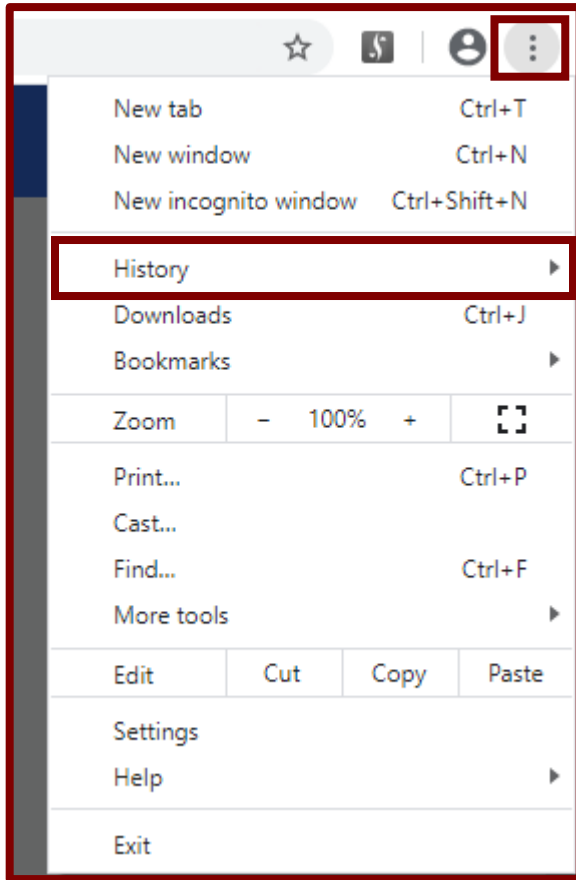 New tab Ctrl+T
New window Ctrl+N
New incognito window Ctrl+Shift+N
History
Downloads Ctrl+J
Bookmarks
Zoom - 100% +
Print... Ctrl+P
Cast...
Find... Ctrl+F
More tools
Edit Cut Copy Paste
Settings
Help
Exit